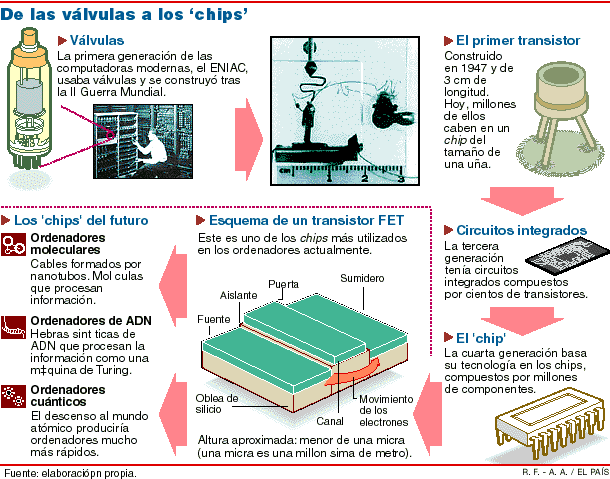 De las válvulas a los ‘chips’
Válvulas
La primera generación de las
computadoras modernas, el ENIAC,
usaba válvulas y se construyó tras
la II Guerra Mundial.
cm 1 2 3
El primer transistor
Construido
en 1947 y de
3 cm de
longitud.
Hoy, millones
de ellos
caben en un
chip del
tamaño de
una uña.
Circuitos integrados
La tercera
generación
tenía circuitos
integrados compuestos
por cientos de transistores.
El 'chip'
La cuarta generación basa
su tecnología en los chips,
compuestos por millones
de componentes.
Esquema de un transistor FET
Este es uno de los chips más utilizados
en los ordenadores actualmente.
Fuente
Aislante
Puerta
Sumidero
Oblea de
silicio
Canal
Movimiento
de los
electrones
Altura aproximada: menor de una micra
(una micra es una millon sima de metro).
Los 'chips' del futuro
Ordenadores
moleculares
Cables formados por
nanotubos. Mol culas
que procesan
información.
Ordenadores de ADN
Hebras sint ticas de
ADN que procesan la
información como una
m‡quina de Turing.
Ordenadores
cuánticos
El descenso al mundo
atómico produciría
ordenadores mucho
más rápidos.
Fuente: elaboraciópn propia.
R. F. - A. A. / EL PAÍS